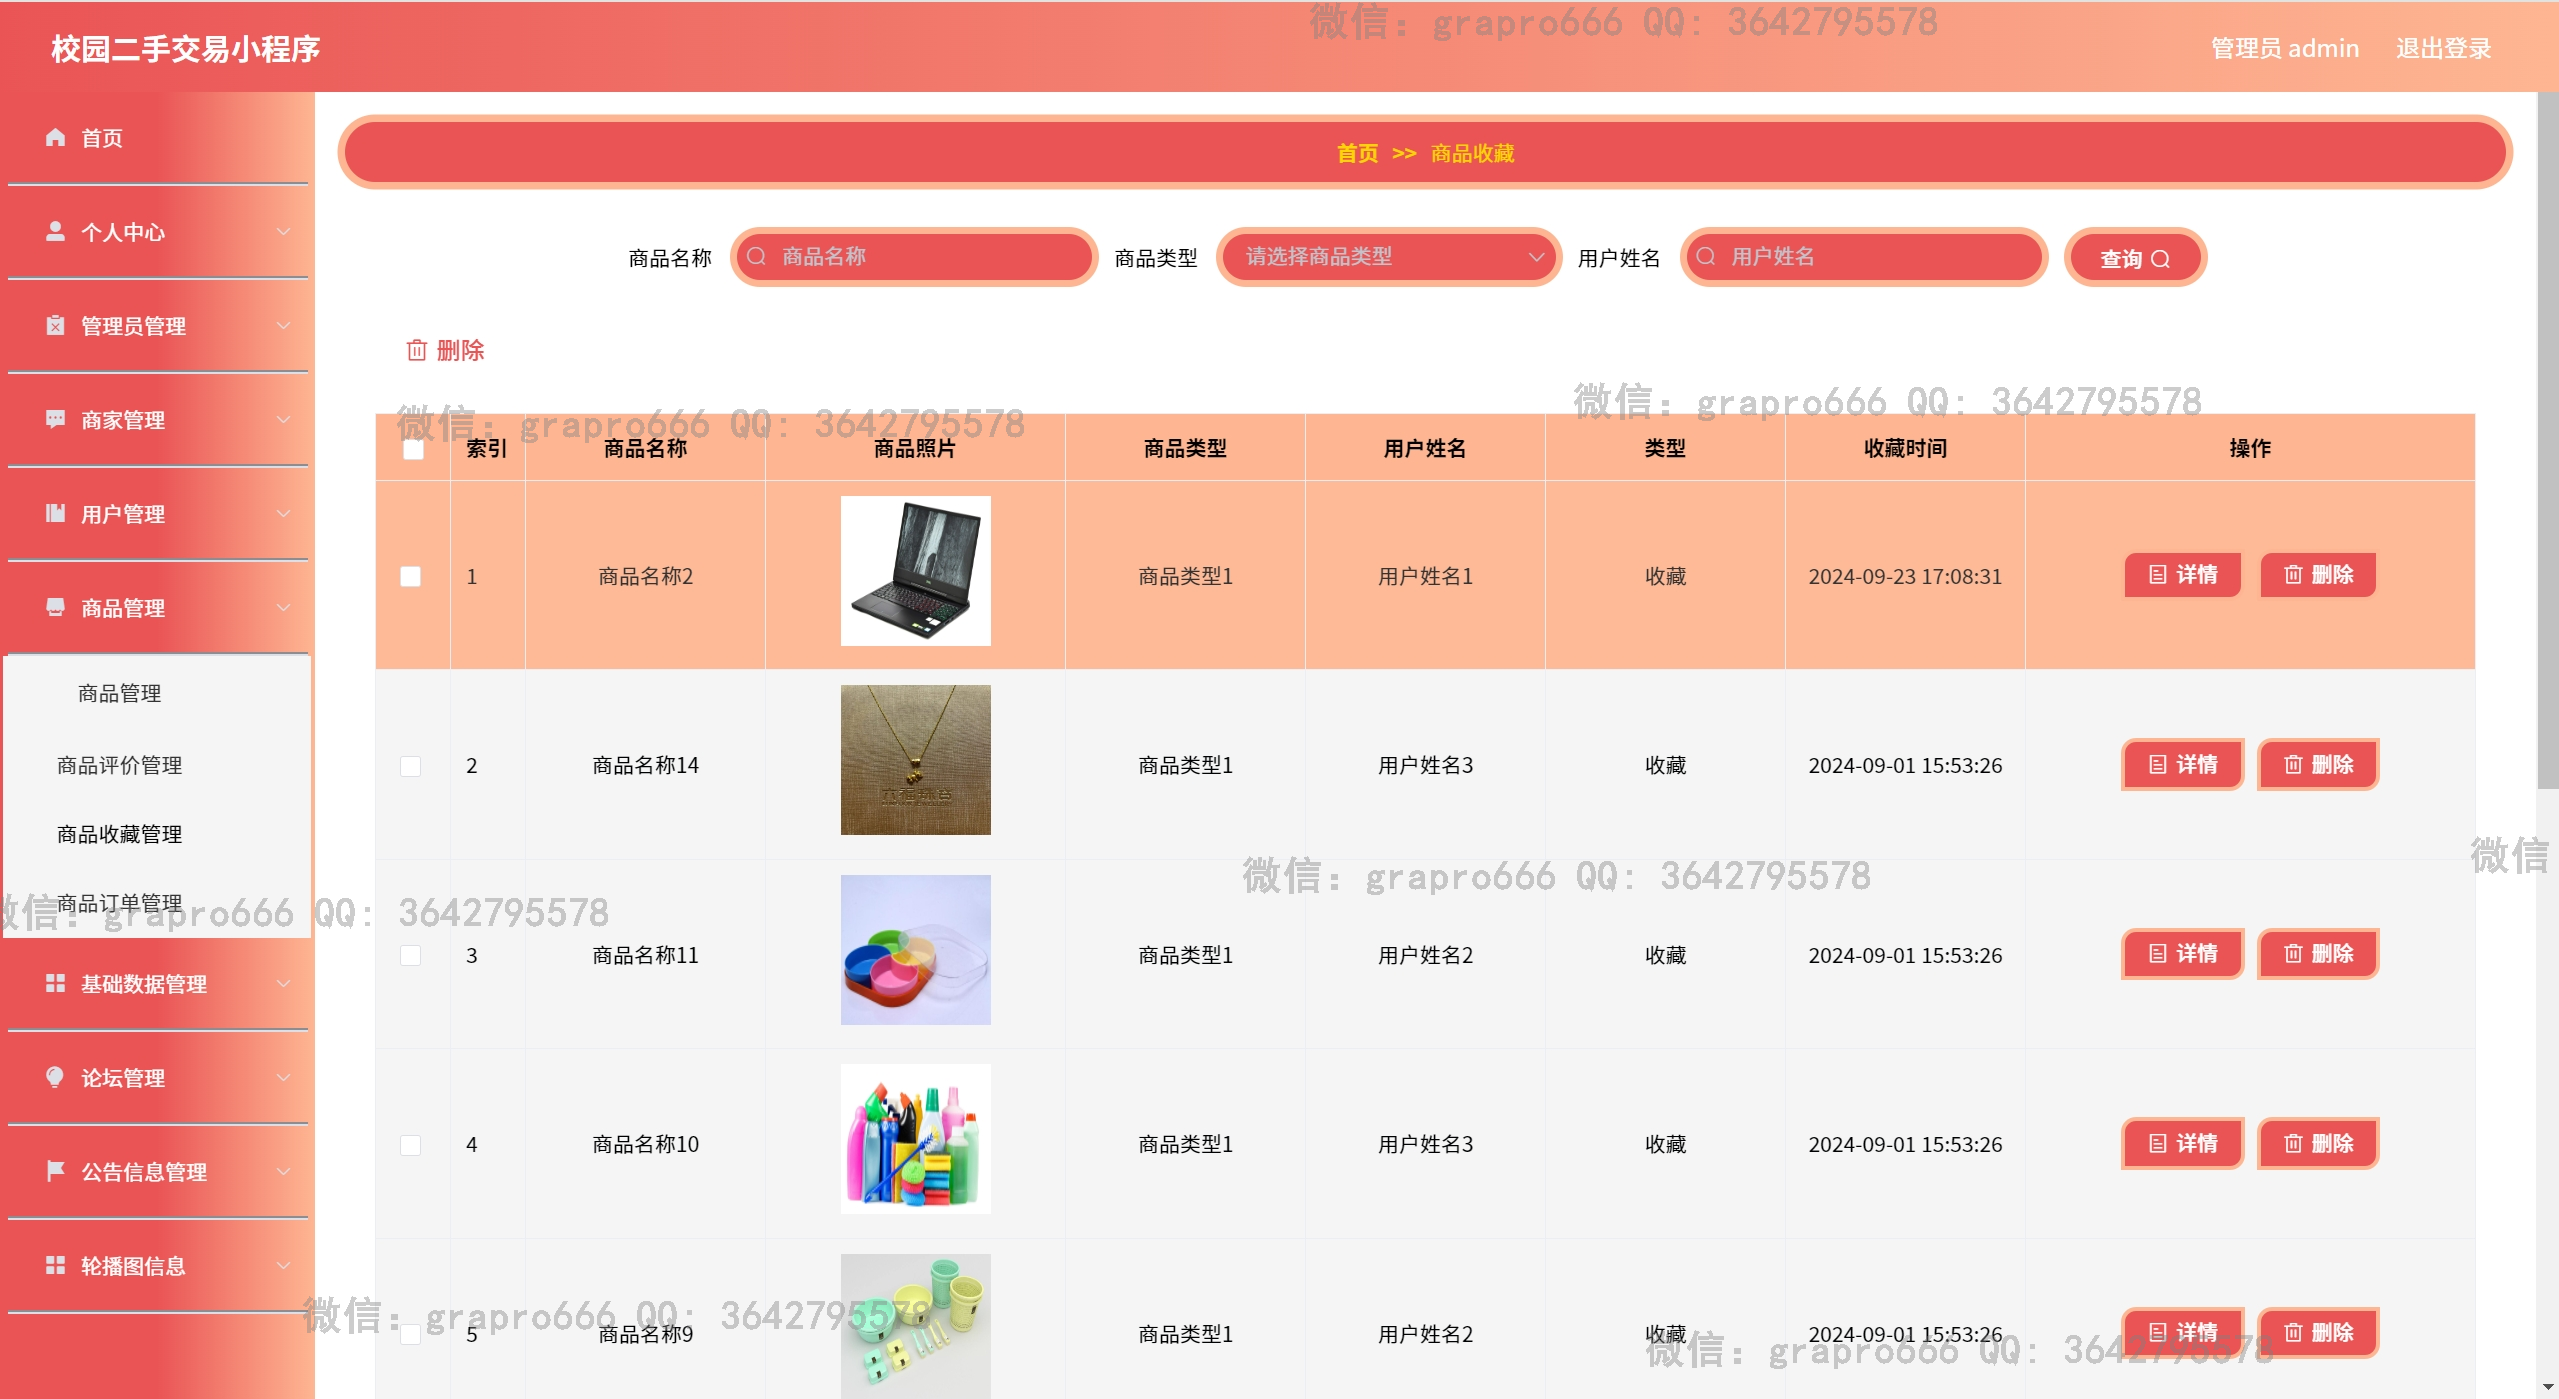 校园二手交易小程序
管理员 admin 退出登录
微信: grapro666 QQ: 3642795578
首页
个人中心
管理员管理
商家管理
用户管理
商品管理
商品管理
商品评价管理
商品收藏管理
商品订单管理
基础数据管理
论坛管理
公告信息管理
轮播图信息
首页 >> 商品收藏
商品名称 商品名称 商品类型 请选择商品类型 用户姓名 用户姓名 查询
删除
微信: grapro666 QQ: 3642795578
微信: grapro666 QQ: 3642795578
索引 商品名称 商品照片 商品类型 用户姓名 类型 收藏时间 操作
1 商品名称2 商品类型1 用户姓名1 收藏 2024-09-23 17:08:31 详情 删除
2 商品名称14 商品类型1 用户姓名3 收藏 2024-09-01 15:53:26 详情 删除
六福珠宝
微信: grapro666 QQ: 3642795578
微信
微信: grapro666 QQ: 3642795578
3 商品名称11 商品类型1 用户姓名2 收藏 2024-09-01 15:53:26 详情 删除
4 商品名称10 商品类型1 用户姓名3 收藏 2024-09-01 15:53:26 详情 删除
5 商品名称9 商品类型1 用户姓名2 收藏 2024-09-01 15:53:26 详情 删除
微信: grapro666 QQ: 3642795578
微信: grapro666 QQ: 3642795578